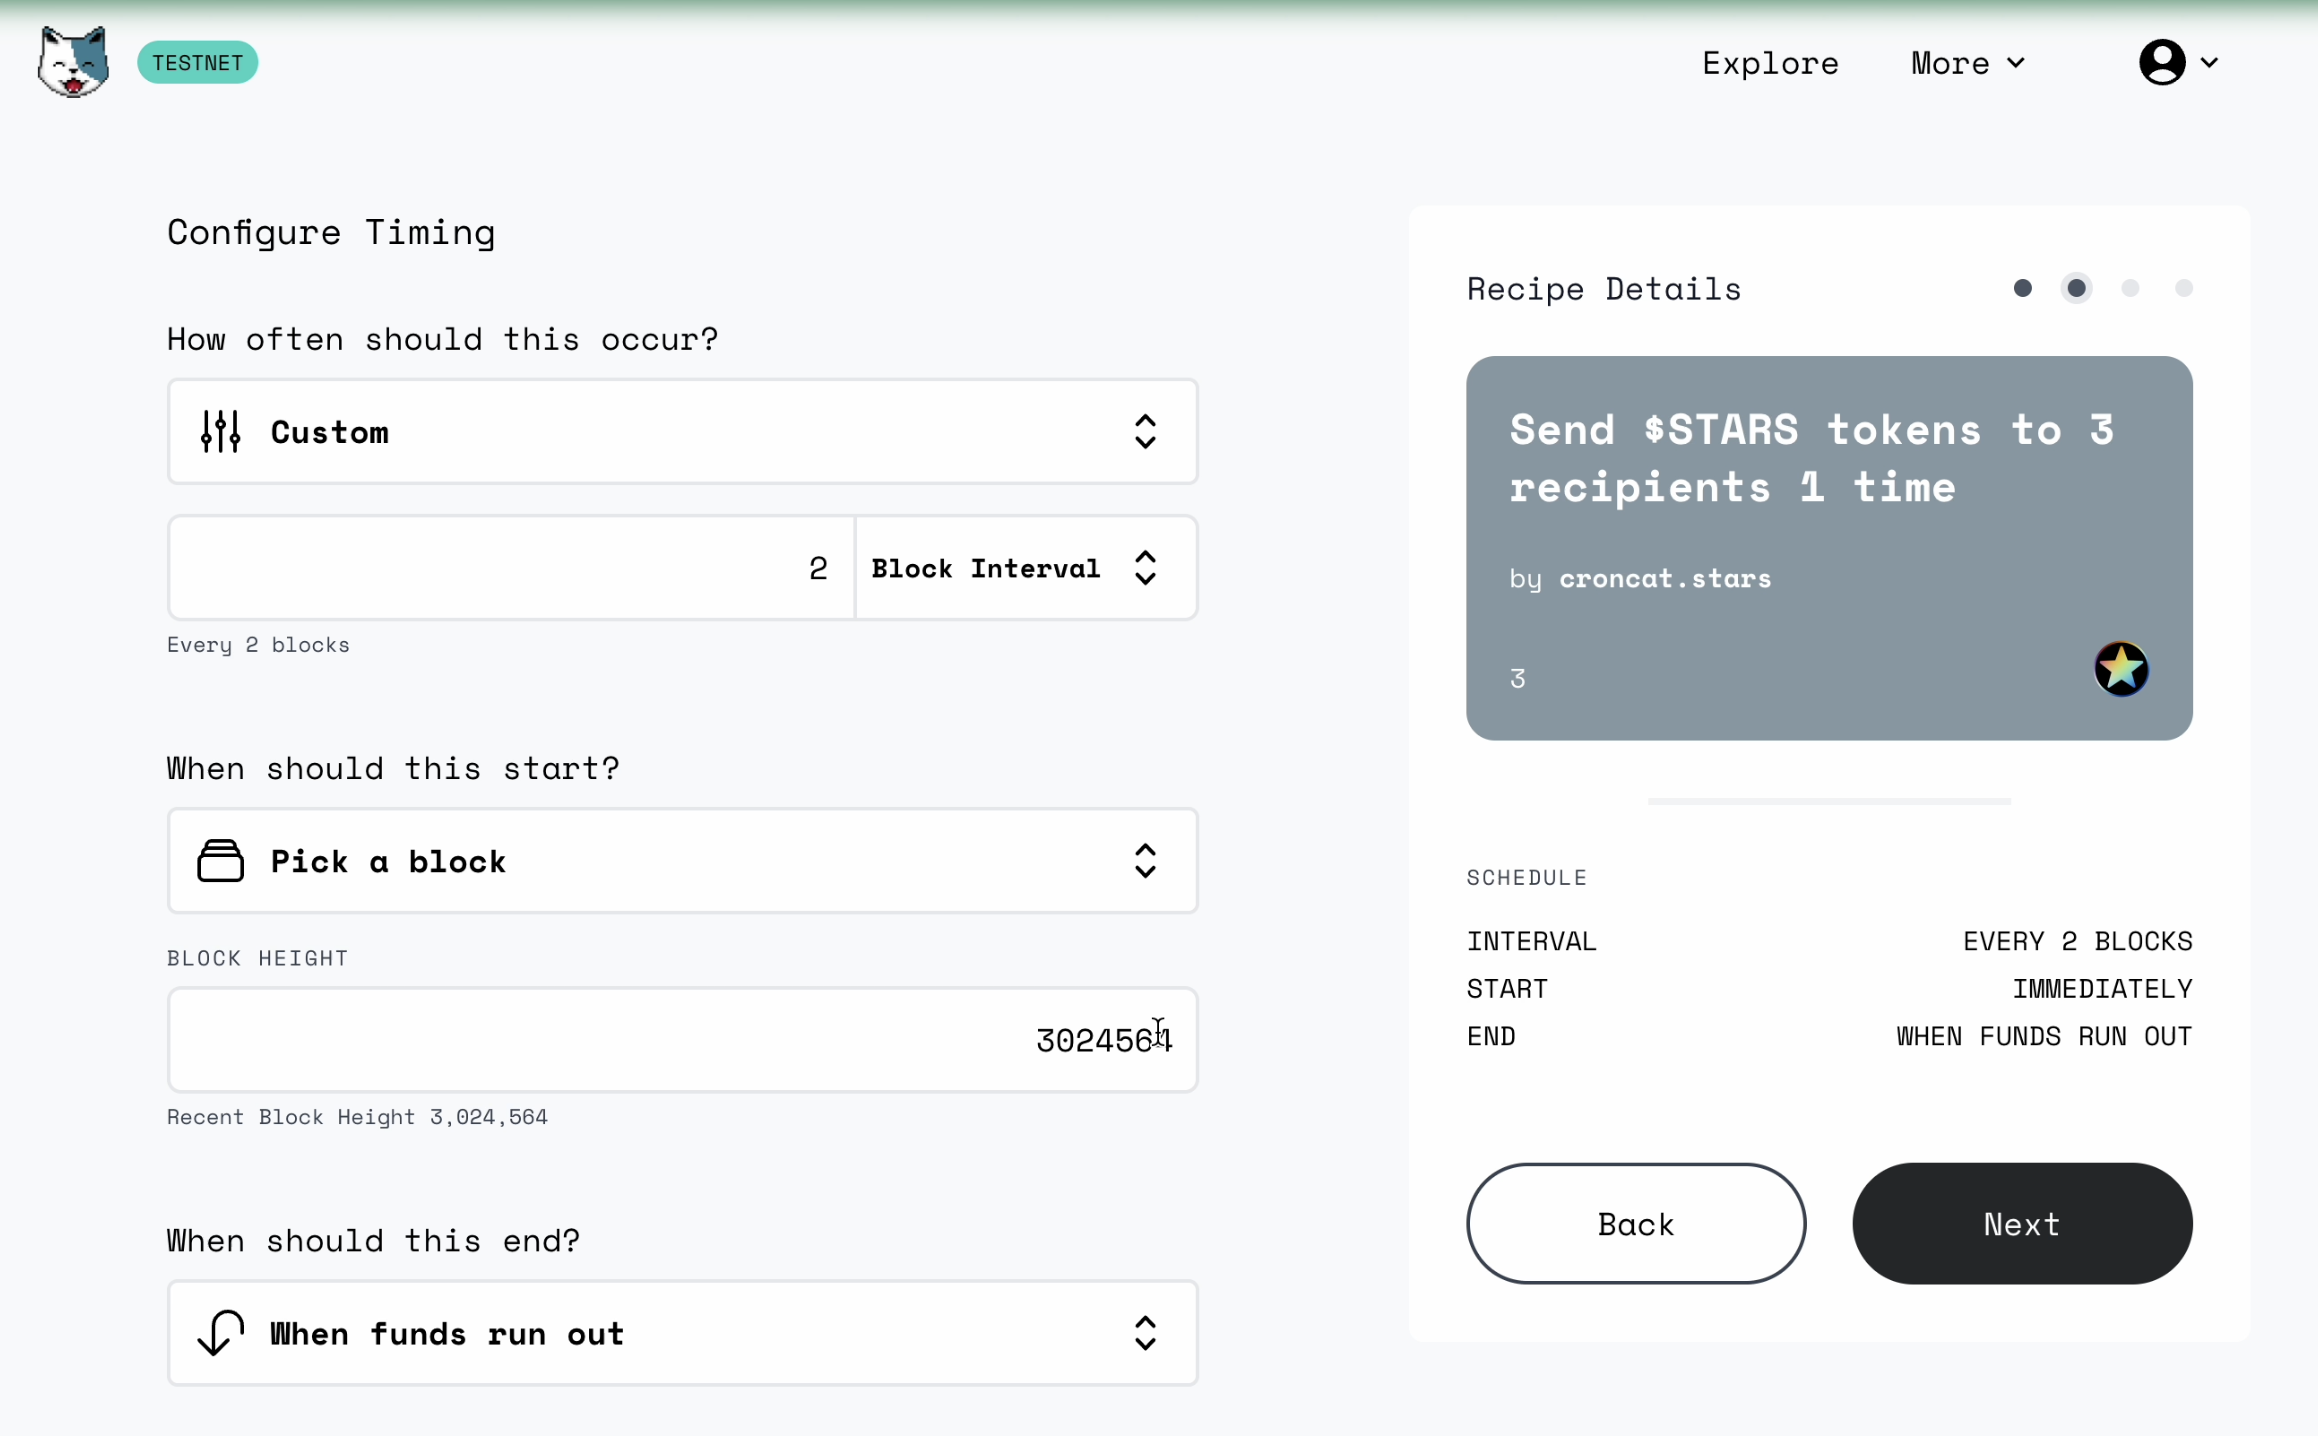 TESTNET
Explore
More
Configure Timing
How often should this occur?
Custom
2
Block Interval
Every 2 blocks
When should this start?
Pick a block
BLOCK HEIGHT
3024564
Recent Block Height 3,024,564
When should this end?
When funds run out
Recipe Details
Send $STARS tokens to 3
recipients 1 time
by croncat.stars
3
SCHEDULE
INTERVAL EVERY 2 BLOCKS
START IMMEDIATELY
END WHEN FUNDS RUN OUT
Back
Next